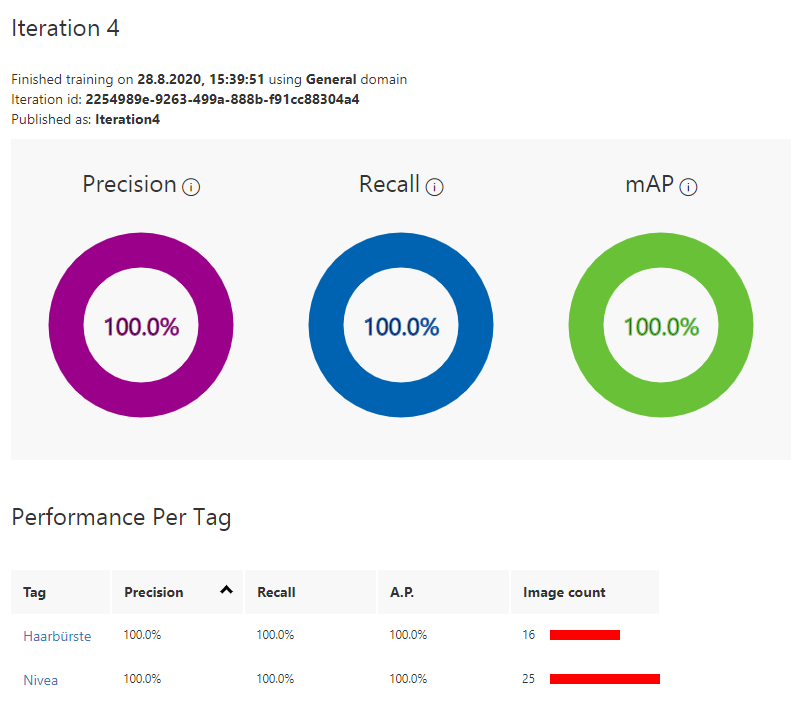 Iteration 4
Finished training on 28.8.2020, 15:39:51 using General domain
Iteration id: 2254989e-9263-499a-888b-f91cc88304a4
Published as: Iteration4
Precision Recall mAP
100.0% 100.0% 100.0%
Performance Per Tag
Tag Precision Recall A.P. Image count
Haarbürste 100.0% 100.0% 100.0% 16
Nivea 100.0% 100.0% 100.0% 25